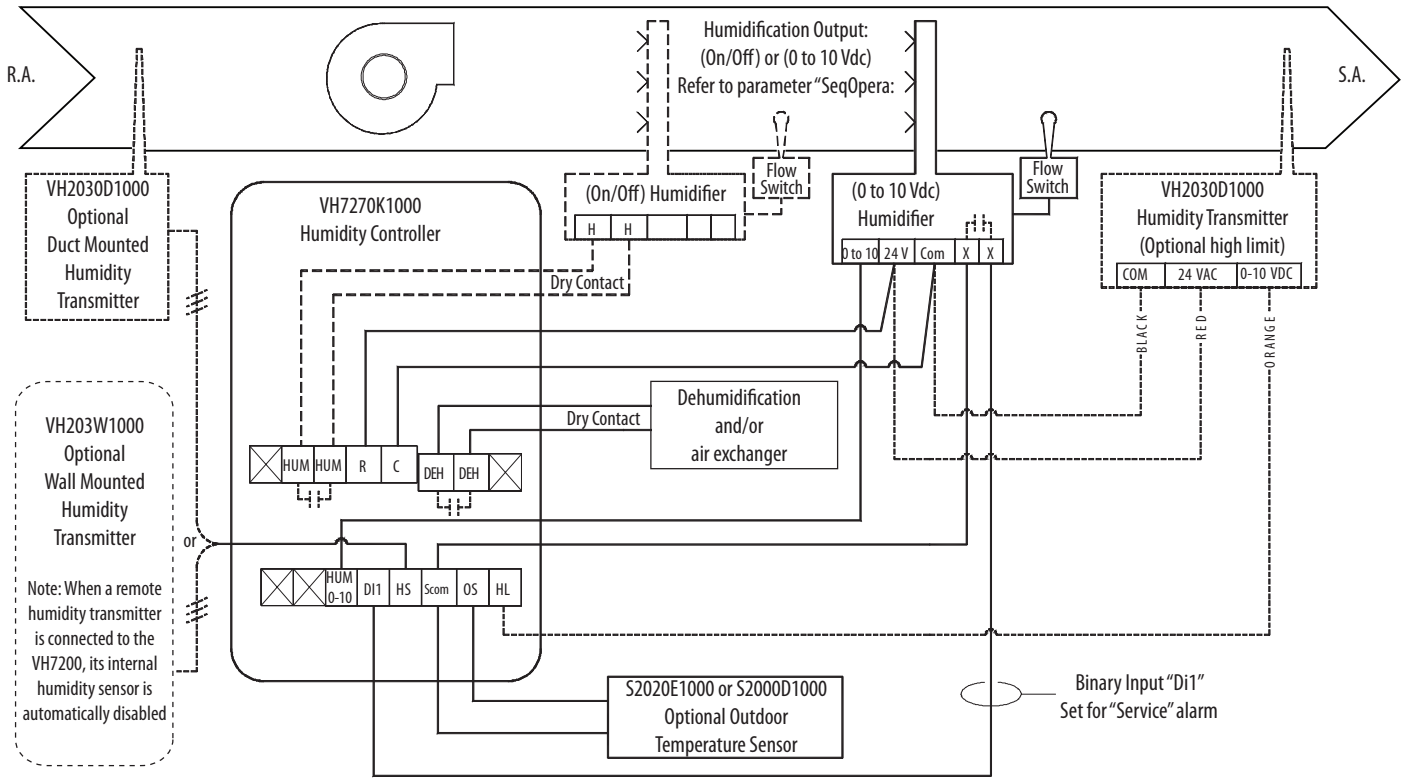 R.A.
Humidification Output:
(On/Off) or (0 to 10 Vdc)
Refer to parameter “SeqOpera:
S.A.
VH2030D1000
Optional
Duct Mounted
Humidity
Transmitter
VH7270K1000
Humidity Controller
(On/Off) Humidifier
H H
Flow
Switch
Dry Contact
(0 to 10 Vdc)
Humidifier
0 to 10 24 V Com X X
Flow
Switch
VH2030D1000
Humidity Transmitter
(Optional high limit)
COM 24 VAC 0-10 VDC
BLACK
RED
ORANGE
Dehumidification
and/or
air exchanger
Dry Contact
HUM HUM R C DEH DEH
VH203W1000
Optional
Wall Mounted
Humidity
Transmitter
or
Note: When a remote
humidity transmitter
is connected to the
VH7200, its internal
humidity sensor is
automatically disabled
HUM
0-10 DI1 HS Scom OS HL
S2020E1000 or S2000D1000
Optional Outdoor
Temperature Sensor
Binary Input “Di1”
Set for “Service” alarm